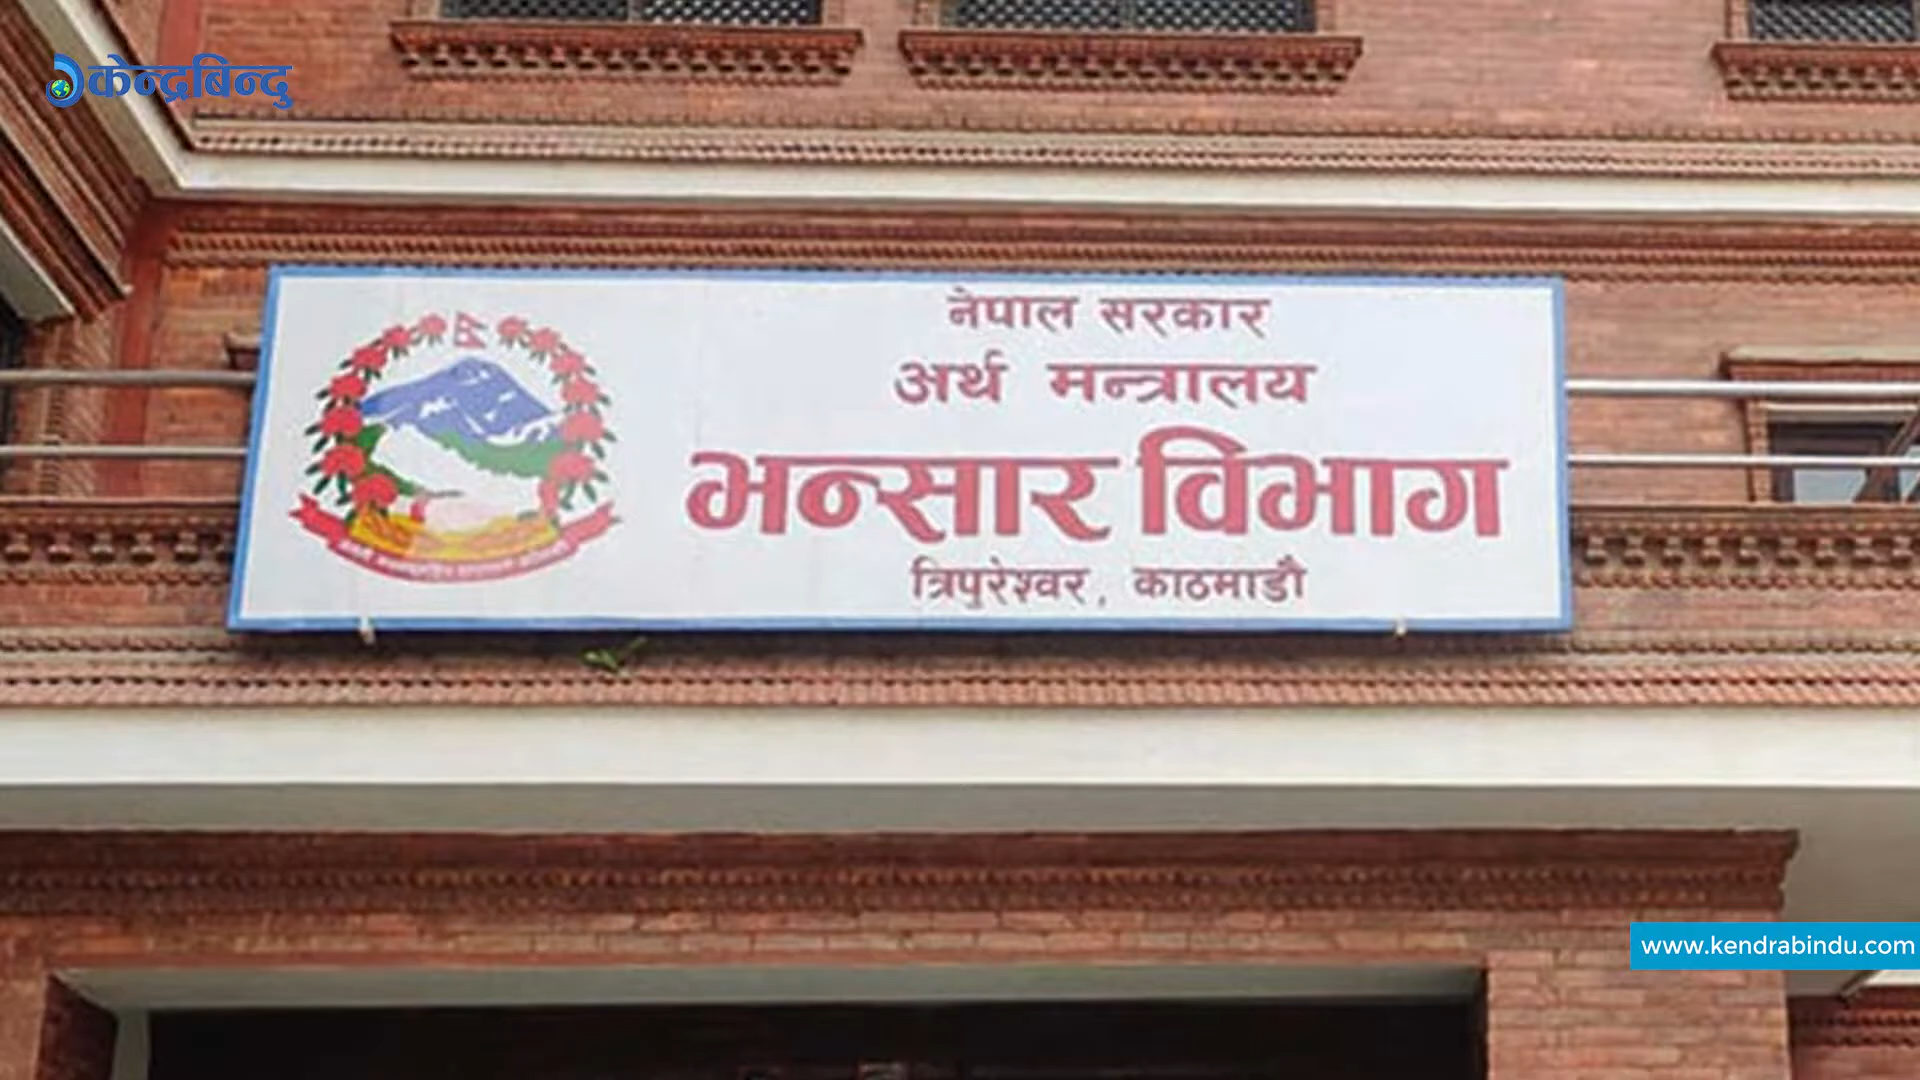 केन्द्रबिन्दु
नेपाल सरकार
अर्थ मन्त्रालय
भन्सार विभाग
त्रिपुरेश्वर, काठमाडौ
www.kendrabindu.com